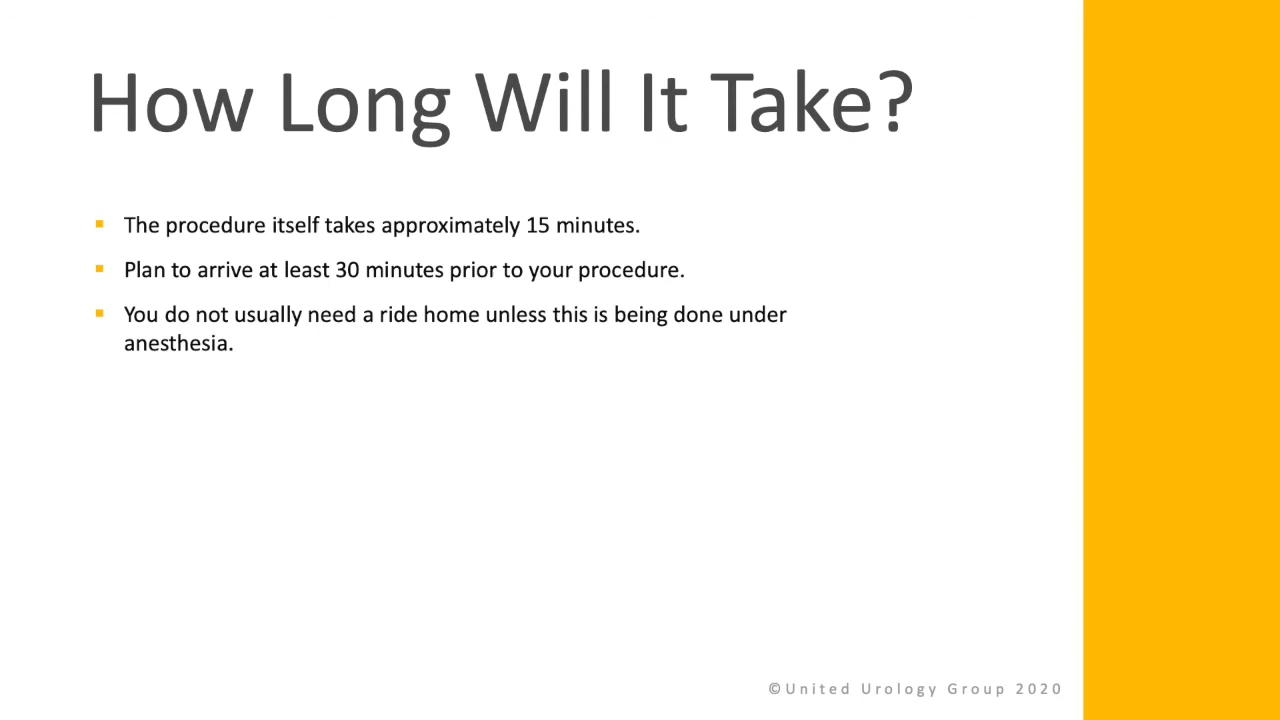 How Long Will It Take?
▪ The procedure itself takes approximately 15 minutes.
▪ Plan to arrive at least 30 minutes prior to your procedure.
▪ You do not usually need a ride home unless this is being done under
anesthesia.
©United Urology Group 2020